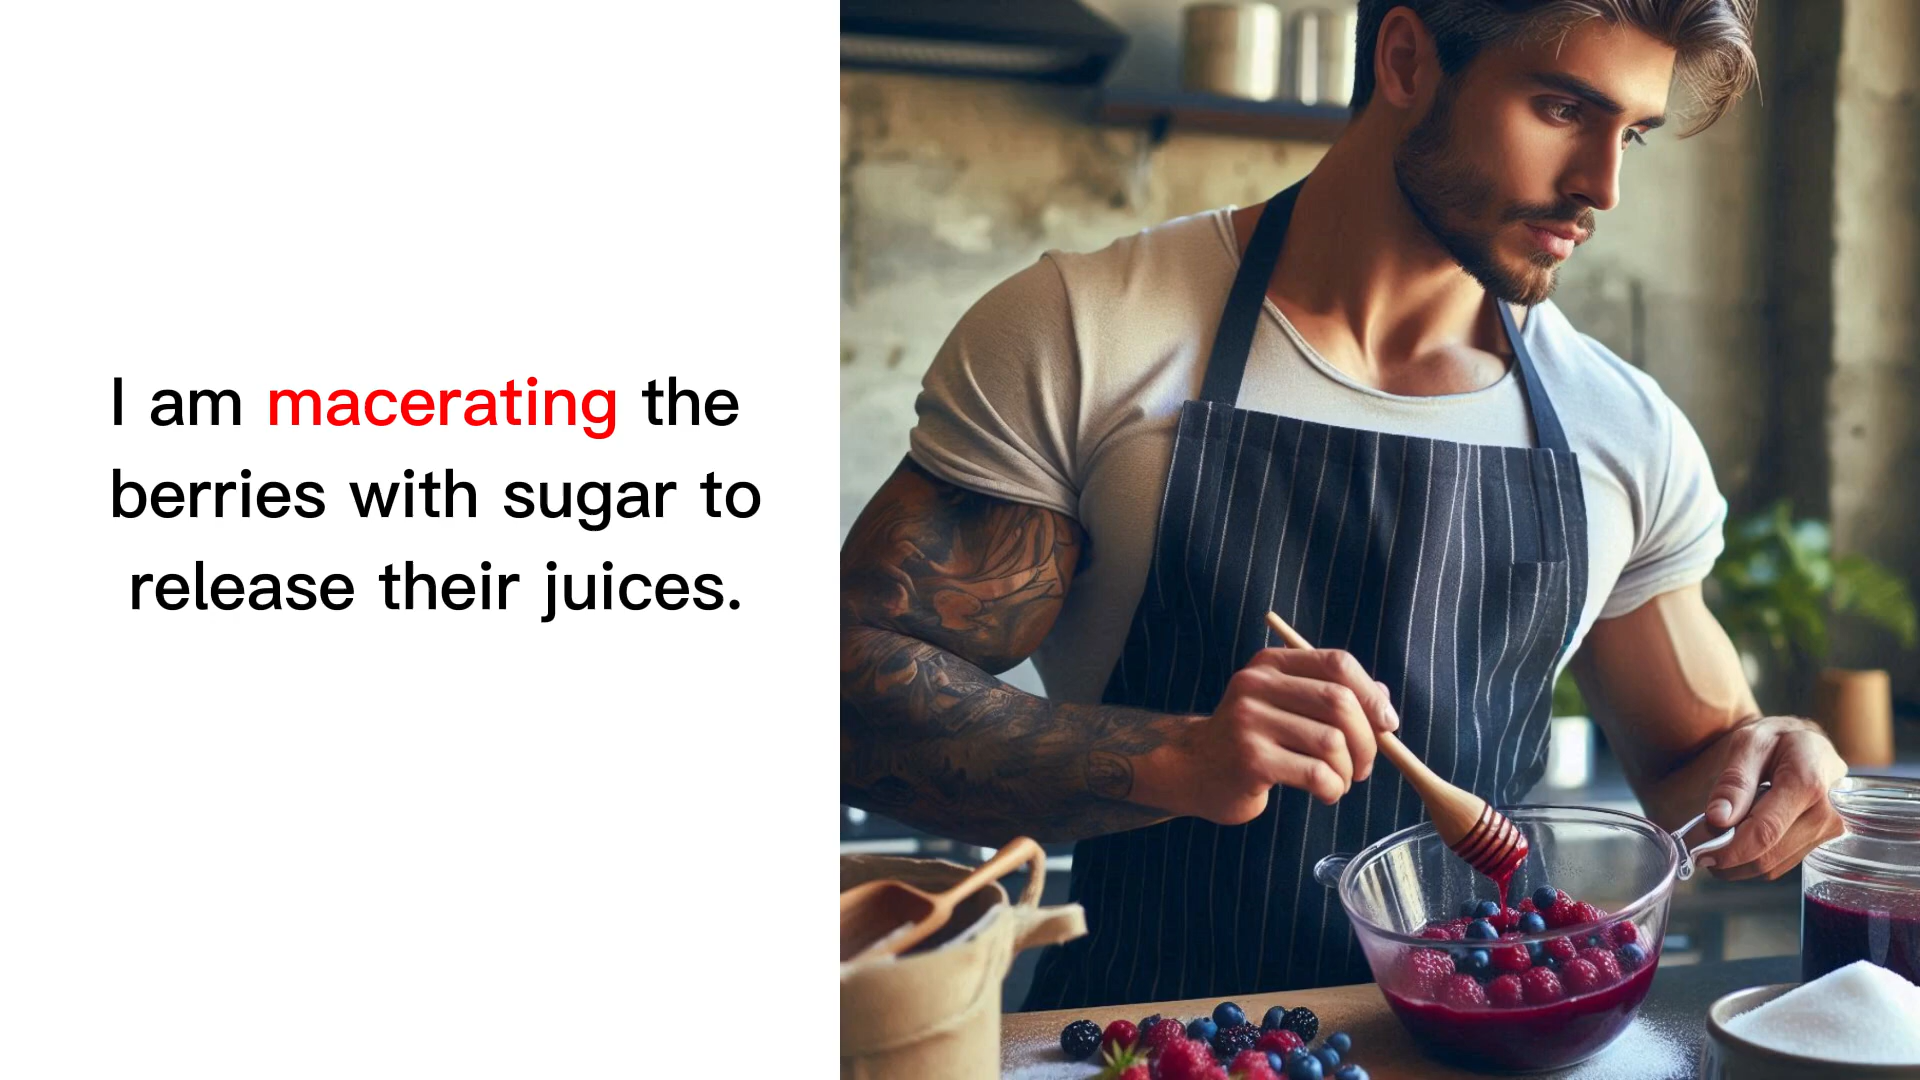 I am macerating the
berries with sugar to
release their juices.